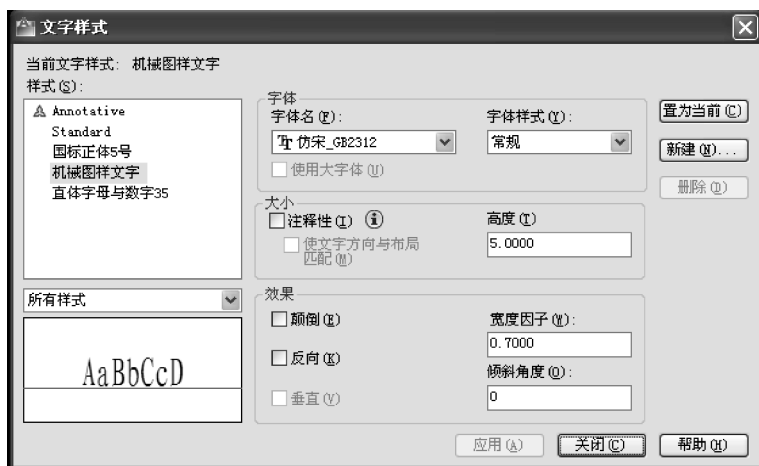 文字样式
当前文字样式: 机械图样文字
样式(S):
Annotative
Standard
国标正体5号
机械图样文字
直体字母与数字35
所有样式
AaBbCcD
字体
字体名(F):
仿宋_GB2312
使用大字体(U)
字体样式(Y):
常规
大小
注释性(I)
使文字方向与布局
匹配(M)
高度(T)
5.0000
效果
颠倒(E)
反向(K)
垂直(V)
宽度因子(W):
0.7000
倾斜角度(O):
0
置为当前(C)
新建(N)...
删除(D)
应用(A)
关闭(C)
帮助(H)